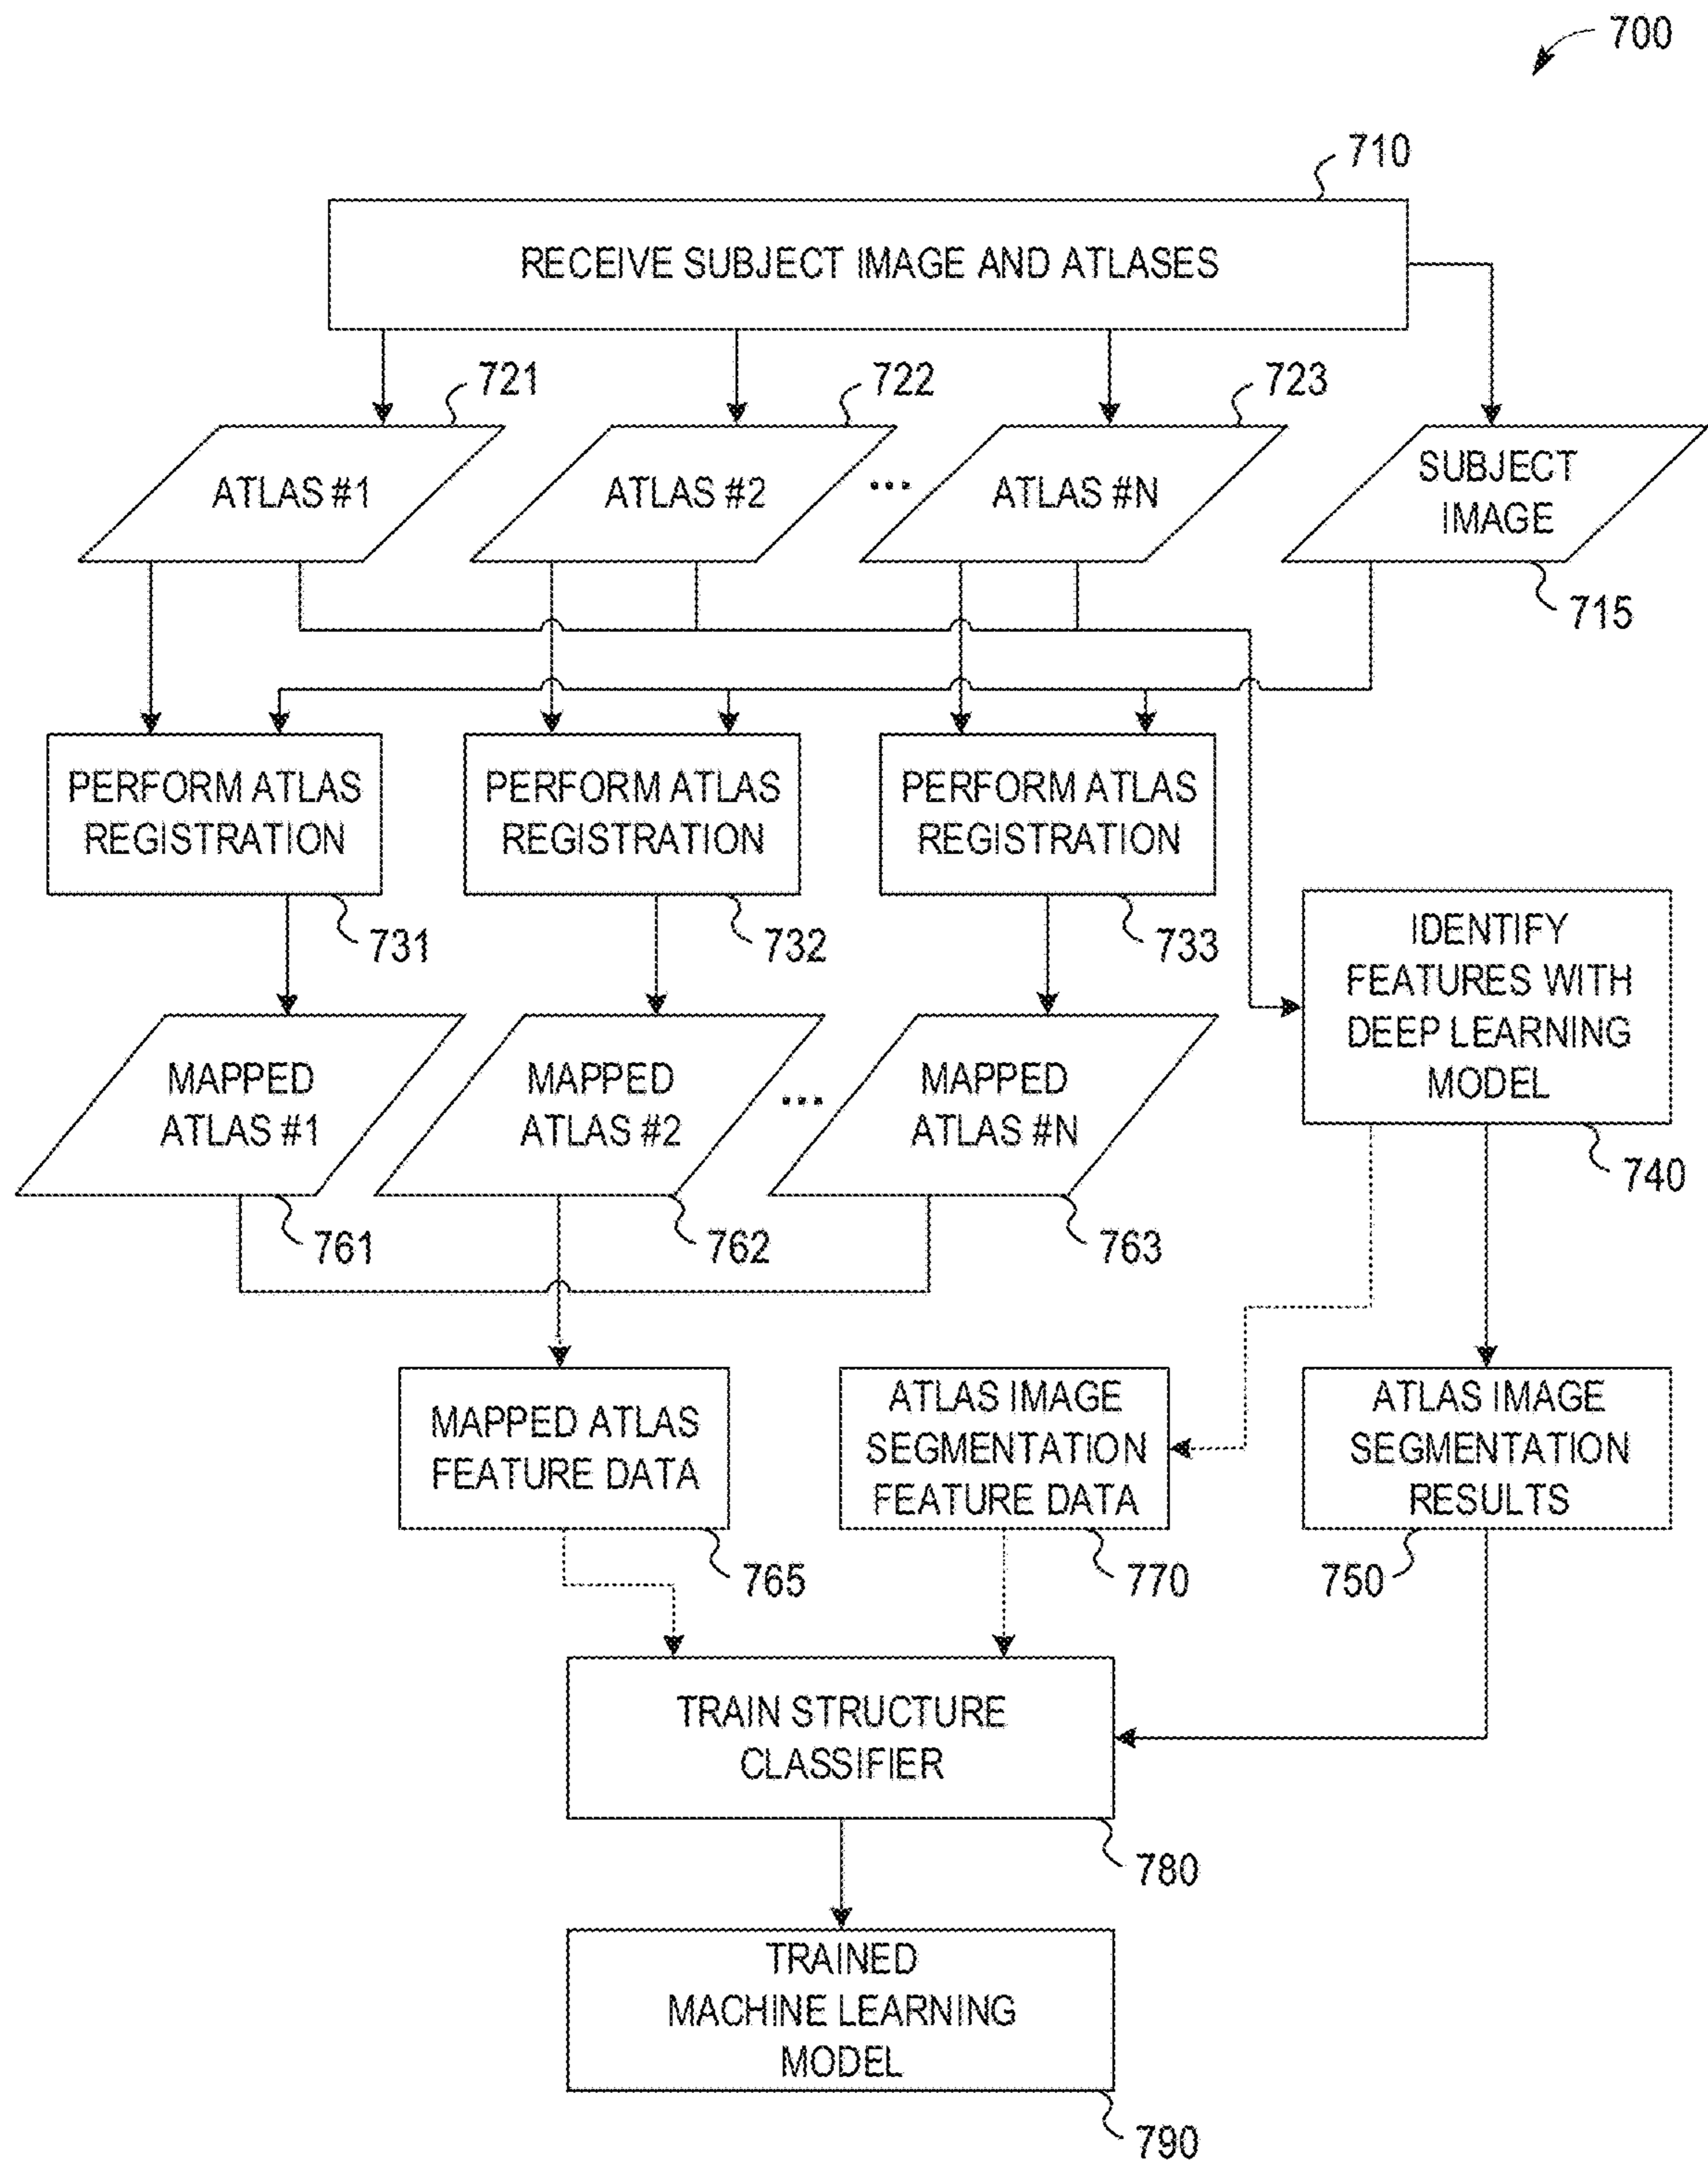 700
710
RECEIVE SUBJECT IMAGE AND ATLASES
721
722
723
ATLAS #1
ATLAS #2
...
ATLAS #N
SUBJECT
IMAGE
715
PERFORM ATLAS
REGISTRATION
PERFORM ATLAS
REGISTRATION
PERFORM ATLAS
REGISTRATION
731
732
733
IDENTIFY
FEATURES WITH
DEEP LEARNING
MODEL
740
MAPPED
ATLAS #1
MAPPED
ATLAS #2
...
MAPPED
ATLAS #N
761
762
763
MAPPED ATLAS
FEATURE DATA
ATLAS IMAGE
SEGMENTATION
FEATURE DATA
ATLAS IMAGE
SEGMENTATION
RESULTS
765
770
750
TRAIN STRUCTURE
CLASSIFIER
780
TRAINED
MACHINE LEARNING
MODEL
790